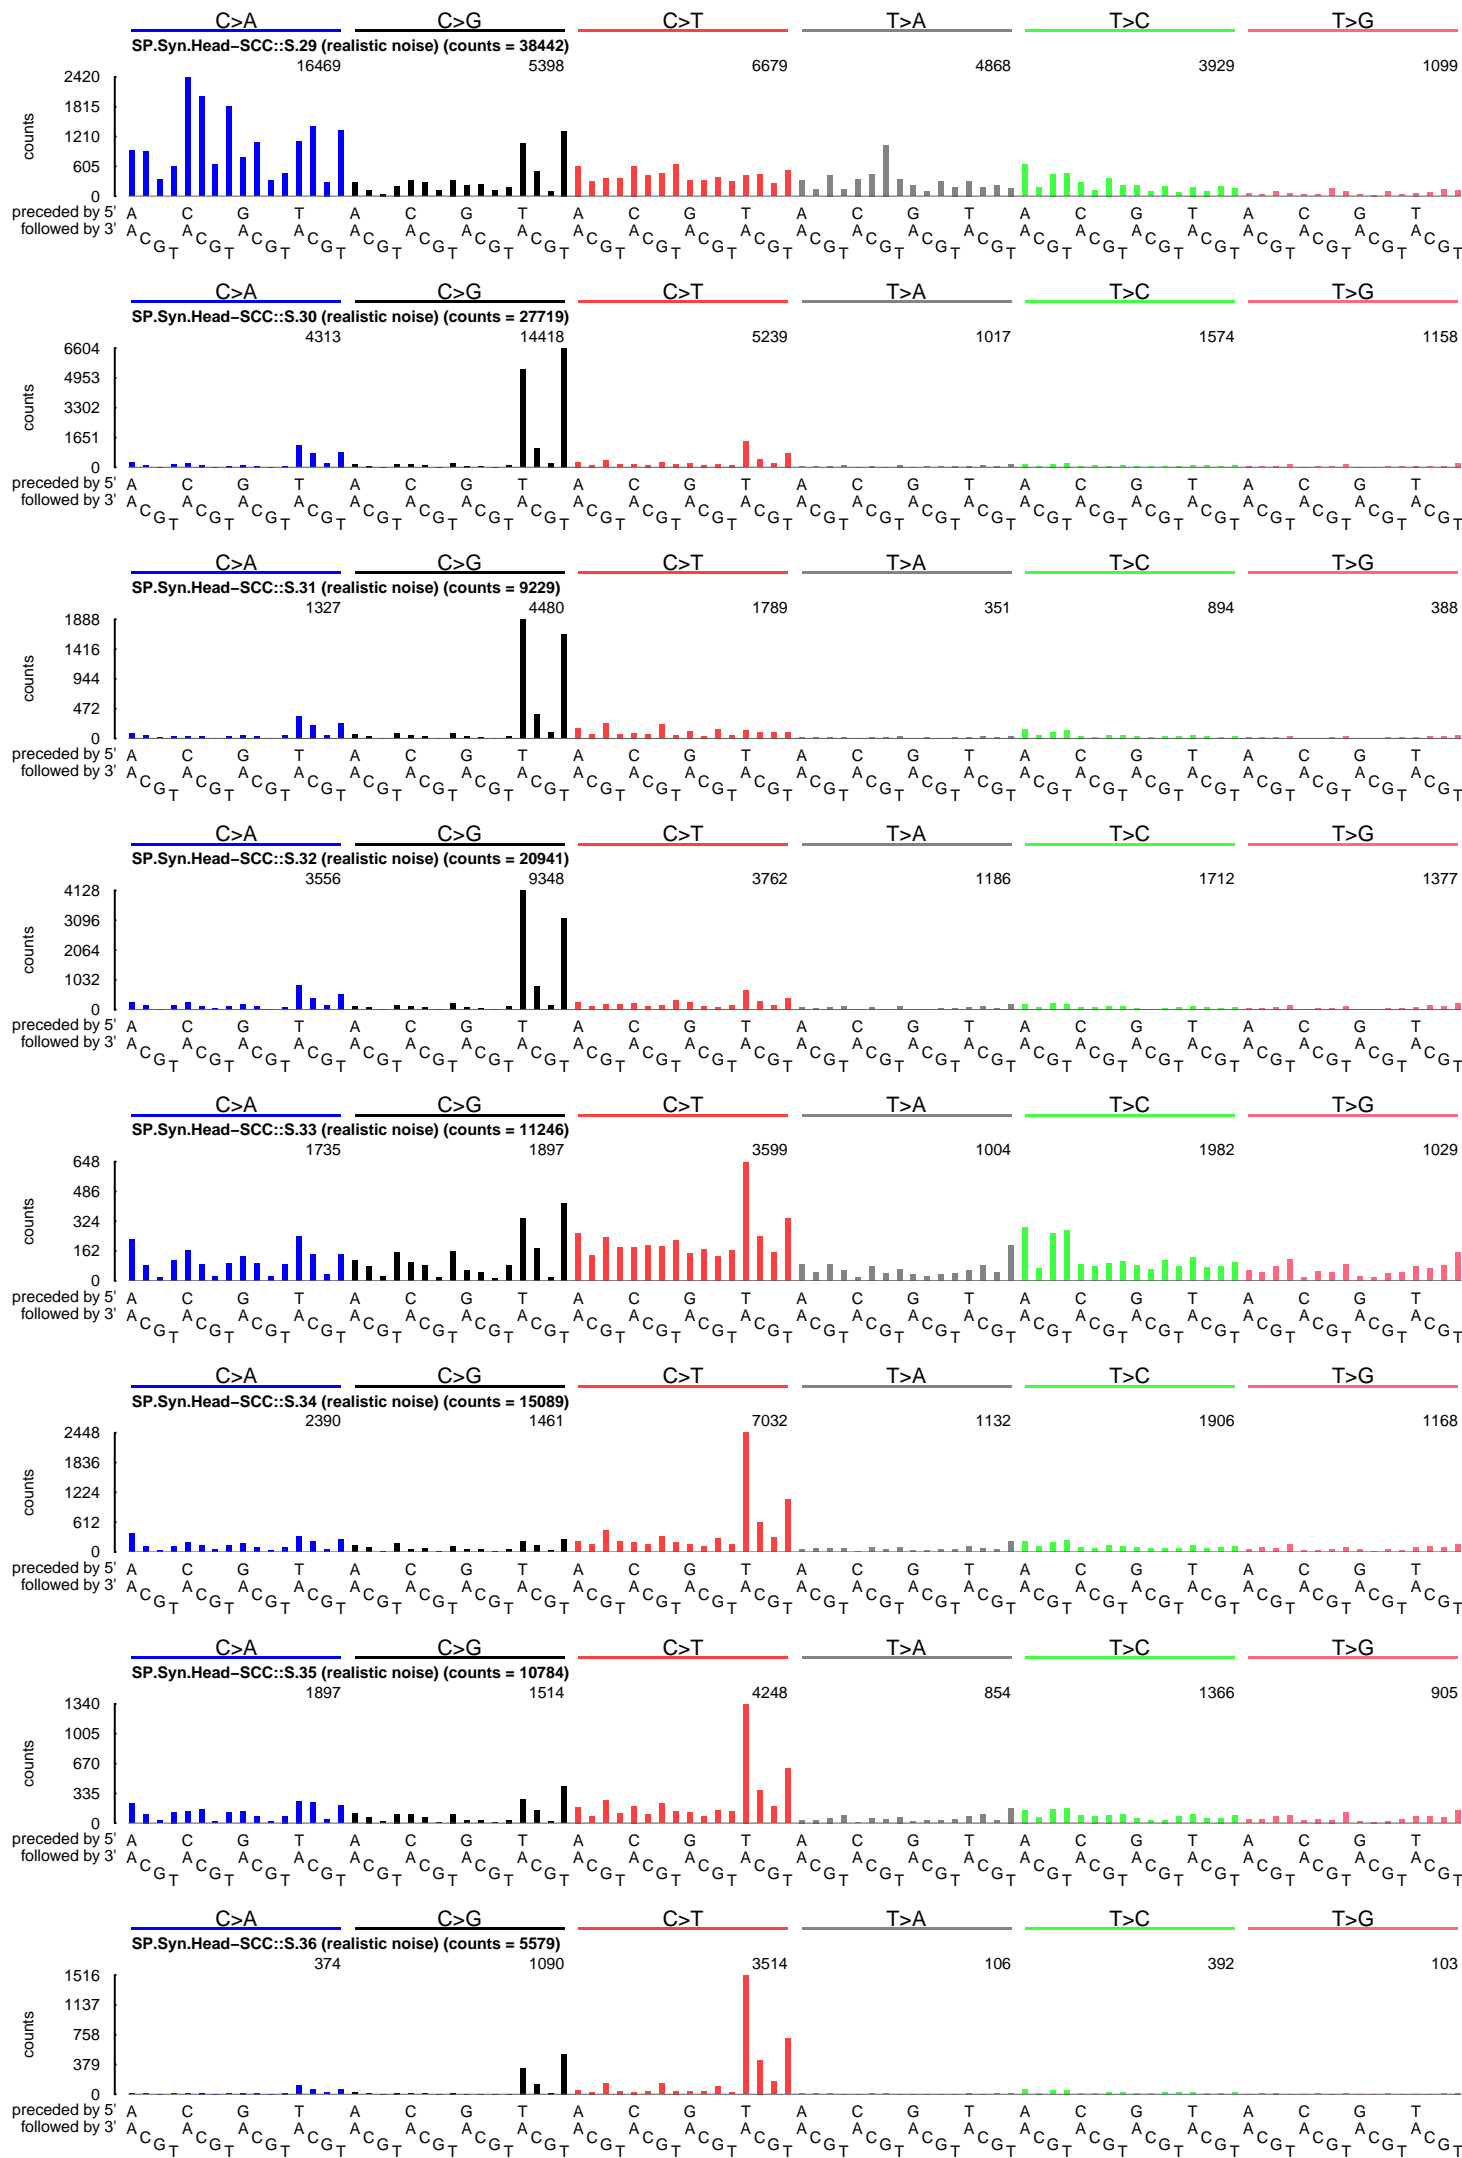 C>A C>G C>T T>A T>C T>G
SP.Syn.Head−SCC::S.29 (realistic noise) (counts = 38442)
16469 5398 6679 4868 3929 1099
2420
1815
1210
605
0
counts
preceded by 5' A C G T A C G T A C G T A C G T A C G T A C G T
followed by 3' A C G T A C G T A C G T A C G T A C G T A C G T A C G T A C G T A C G T A C G T A C G T A C G T A C G T A C G T A C G T A C G T A C G T A C G T A C G T A C G T A C G T A C G T A C G T A C G T
C>A C>G C>T T>A T>C T>G
SP.Syn.Head−SCC::S.30 (realistic noise) (counts = 27719)
4313 14418 5239 1017 1574 1158
6604
4953
3302
1651
0
counts
preceded by 5' A C G T A C G T A C G T A C G T A C G T A C G T
followed by 3' A C G T A C G T A C G T A C G T A C G T A C G T A C G T A C G T A C G T A C G T A C G T A C G T A C G T A C G T A C G T A C G T A C G T A C G T A C G T A C G T A C G T A C G T A C G T A C G T
C>A C>G C>T T>A T>C T>G
SP.Syn.Head−SCC::S.31 (realistic noise) (counts = 9229)
1327 4480 1789 351 894 388
1888
1416
944
472
0
counts
preceded by 5' A C G T A C G T A C G T A C G T A C G T A C G T
followed by 3' A C G T A C G T A C G T A C G T A C G T A C G T A C G T A C G T A C G T A C G T A C G T A C G T A C G T A C G T A C G T A C G T A C G T A C G T A C G T A C G T A C G T A C G T A C G T A C G T
C>A C>G C>T T>A T>C T>G
SP.Syn.Head−SCC::S.32 (realistic noise) (counts = 20941)
3556 9348 3762 1186 1712 1377
4128
3096
2064
1032
0
counts
preceded by 5' A C G T A C G T A C G T A C G T A C G T A C G T
followed by 3' A C G T A C G T A C G T A C G T A C G T A C G T A C G T A C G T A C G T A C G T A C G T A C G T A C G T A C G T A C G T A C G T A C G T A C G T A C G T A C G T A C G T A C G T A C G T A C G T
C>A C>G C>T T>A T>C T>G
SP.Syn.Head−SCC::S.33 (realistic noise) (counts = 11246)
1735 1897 3599 1004 1982 1029
648
486
324
162
0
counts
preceded by 5' A C G T A C G T A C G T A C G T A C G T A C G T
followed by 3' A C G T A C G T A C G T A C G T A C G T A C G T A C G T A C G T A C G T A C G T A C G T A C G T A C G T A C G T A C G T A C G T A C G T A C G T A C G T A C G T A C G T A C G T A C G T A C G T
C>A C>G C>T T>A T>C T>G
SP.Syn.Head−SCC::S.34 (realistic noise) (counts = 15089)
2390 1461 7032 1132 1906 1168
2448
1836
1224
612
0
counts
preceded by 5' A C G T A C G T A C G T A C G T A C G T A C G T
followed by 3' A C G T A C G T A C G T A C G T A C G T A C G T A C G T A C G T A C G T A C G T A C G T A C G T A C G T A C G T A C G T A C G T A C G T A C G T A C G T A C G T A C G T A C G T A C G T A C G T
C>A C>G C>T T>A T>C T>G
SP.Syn.Head−SCC::S.35 (realistic noise) (counts = 10784)
1897 1514 4248 854 1366 905
1340
1005
670
335
0
counts
preceded by 5' A C G T A C G T A C G T A C G T A C G T A C G T
followed by 3' A C G T A C G T A C G T A C G T A C G T A C G T A C G T A C G T A C G T A C G T A C G T A C G T A C G T A C G T A C G T A C G T A C G T A C G T A C G T A C G T A C G T A C G T A C G T A C G T
C>A C>G C>T T>A T>C T>G
SP.Syn.Head−SCC::S.36 (realistic noise) (counts = 5579)
374 1090 3514 106 392 103
1516
1137
758
379
0
counts
preceded by 5' A C G T A C G T A C G T A C G T A C G T A C G T
followed by 3' A C G T A C G T A C G T A C G T A C G T A C G T A C G T A C G T A C G T A C G T A C G T A C G T A C G T A C G T A C G T A C G T A C G T A C G T A C G T A C G T A C G T A C G T A C G T A C G T